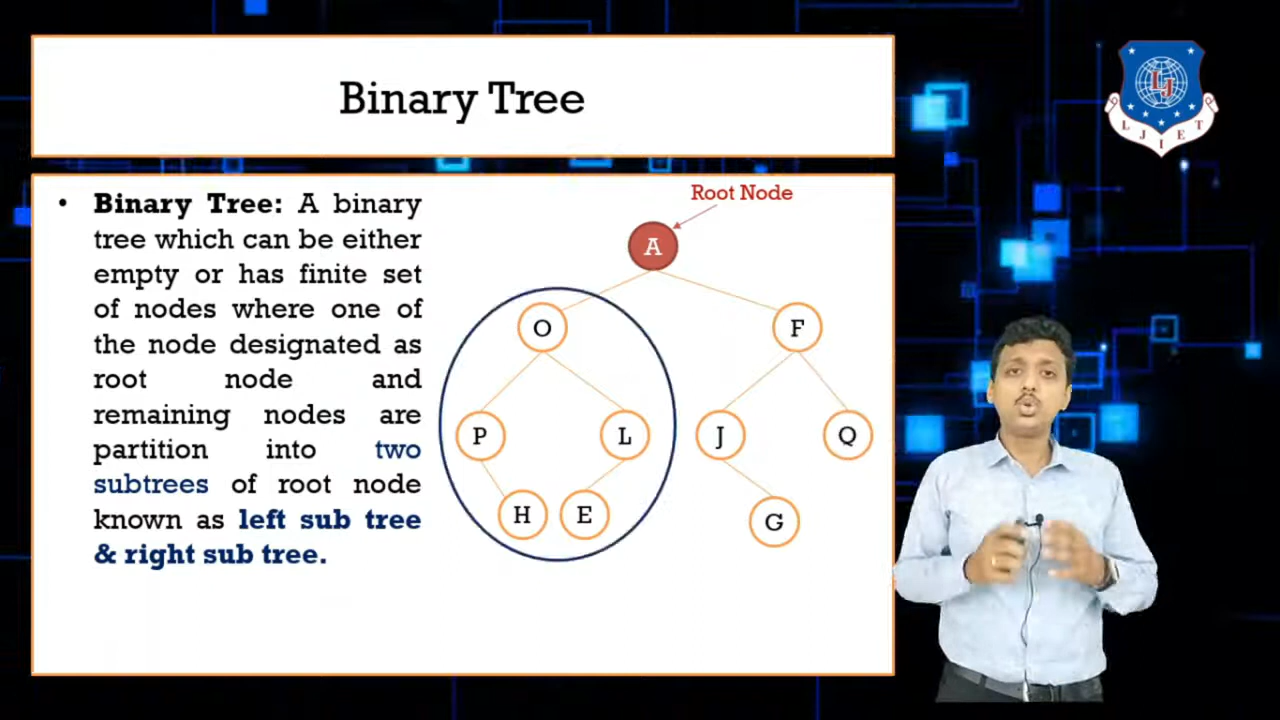 Binary Tree
LJ
L J I E T
• Binary Tree: A binary
tree which can be either
empty or has finite set
of nodes where one of
the node designated as
root node and
remaining nodes are
partition into two
subtrees of root node
known as left sub tree
& right sub tree.
Root Node
A
O F
P L J Q
H E G